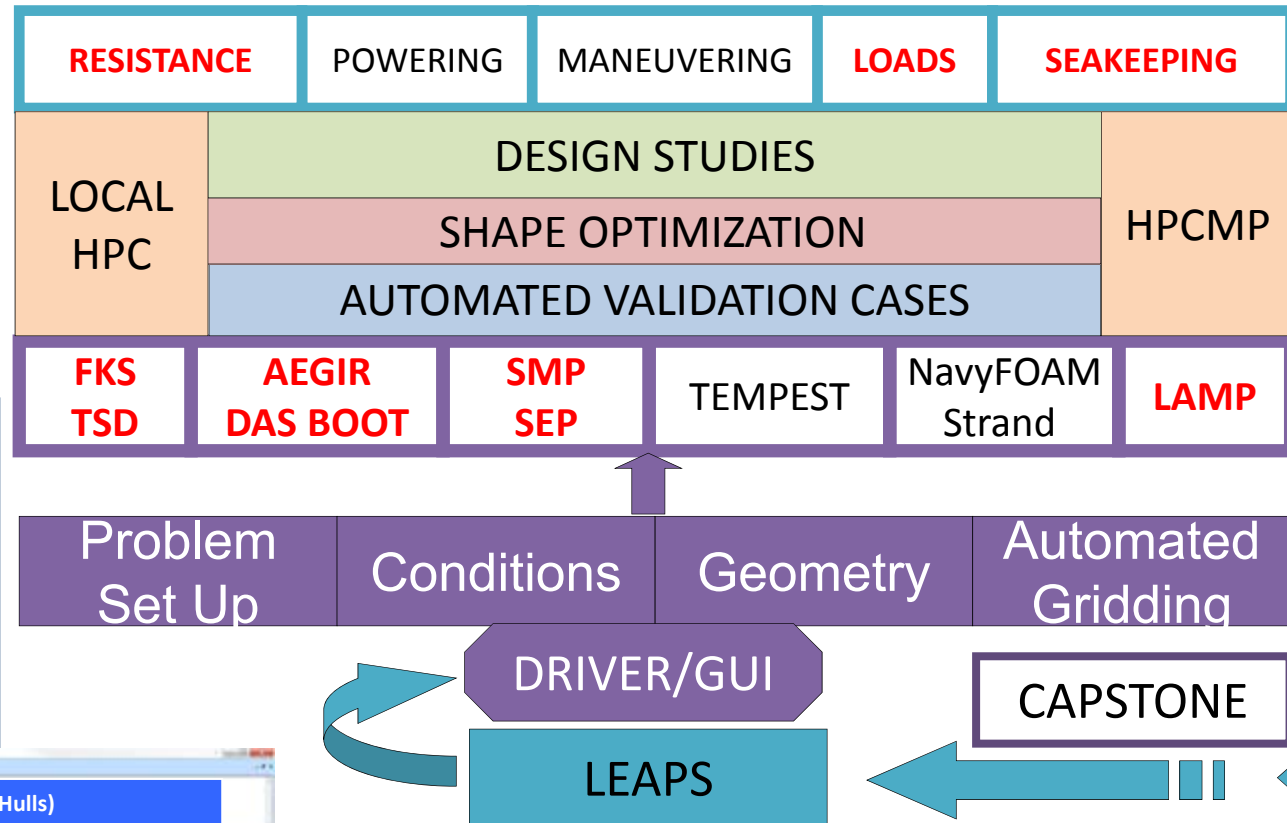 RESISTANCE POWERING MANEUVERING LOADS SEAKEEPING
LOCAL
HPC
DESIGN STUDIES
SHAPE OPTIMIZATION
AUTOMATED VALIDATION CASES
HPCMP
FKS
TSD
AEGIR
DAS BOOT
SMP
SEP
TEMPEST
NavyFOAM
Strand
LAMP
Problem
Set Up
Conditions
Geometry
Automated
Gridding
DRIVER/GUI
CAPSTONE
LEAPS
Hulls)